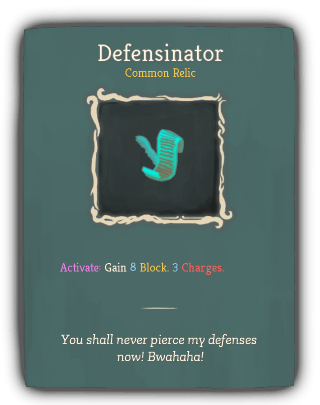 Defensinator
Common Relic
Activate: Gain 8 Block. 3 Charges.
You shall never pierce my defenses
now! Bwahaha!